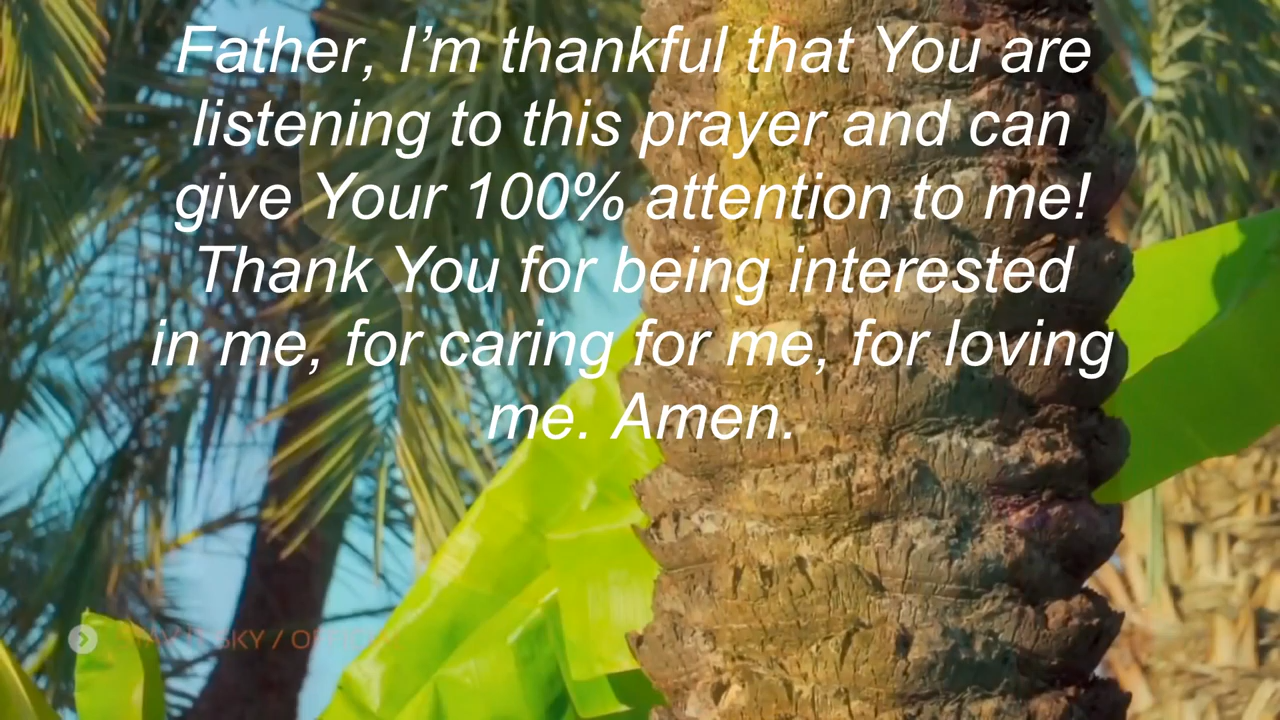 Father, I’m thankful that You are
listening to this prayer and can
give Your 100% attention to me!
Thank You for being interested
in me, for caring for me, for loving
me. Amen.
SKY /